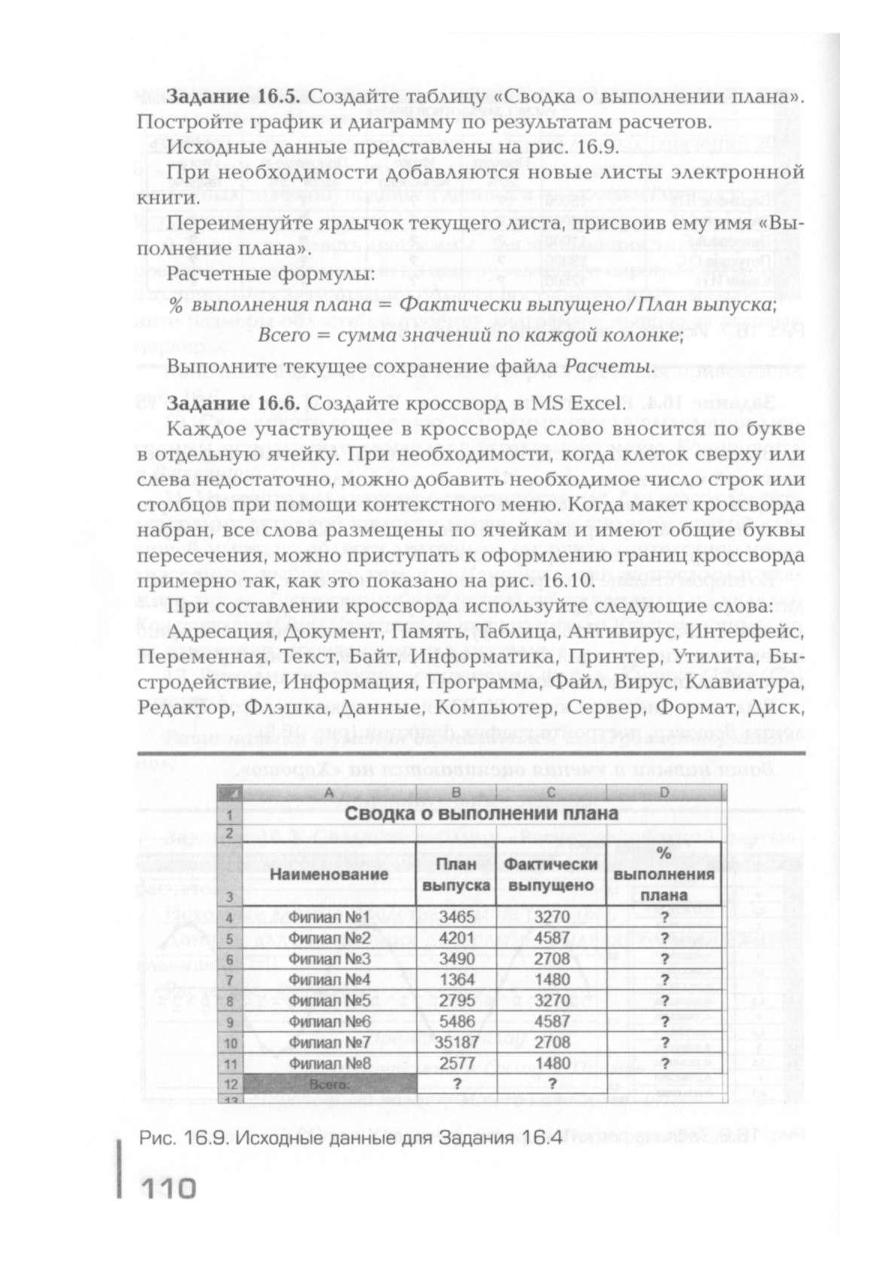 Задание 16.5. Создайте таблицу «Сводка о выполнении плана».
Постройте график и диаграмму по результатам расчетов.
Исходные данные представлены на рис. 16.9.
При необходимости добавляются новые листы электронной
книги.
Переименуйте ярлычок текущего листа, присвоив ему имя «Вы-
полнение плана».
Расчетные формулы:
% выполнения плана = Фактически выпущено/План выпуска;
Всего = сумма значений по каждой колонке;
Выполните текущее сохранение файла Расчеты.
Задание 16.6. Создайте кроссворд в MS Excel.
Каждое участвующее в кроссворде слово вносится по букве
в отдельную ячейку. При необходимости, когда клеток сверху или
слева недостаточно, можно добавить необходимое число строк или
столбцов при помощи контекстного меню. Когда макет кроссворда
набран, все слова размещены по ячейкам и имеют общие буквы
пересечения, можно приступать к оформлению границ кроссворда
примерно так, как это показано на рис. 16.10.
При составлении кроссворда используйте следующие слова:
Адресация, Документ, Память, Таблица, Антивирус, Интерфейс,
Переменная, Текст, Байт, Информатика, Принтер, Утилита, Бы-
стродействие, Информация, Программа, Файл, Вирус, Клавиатура,
Редактор, Флэшка, Данные, Компьютер, Сервер, Формат, Диск,
A B C D
1 Сводка о выполнении плана
2
3 Наименование План выпуска Фактически выпущено % выполнения плана
4 Филиал №1 3465 3270 ?
5 Филиал №2 4201 4587 ?
6 Филиал №3 3490 2708 ?
7 Филиал №4 1364 1480 ?
8 Филиал №5 2795 3270 ?
9 Филиал №6 5486 4587 ?
10 Филиал №7 35187 2708 ?
11 Филиал №8 2577 1480 ?
12 Всего: ? ?
13
Рис. 16.9. Исходные данные для Задания 16.4
110